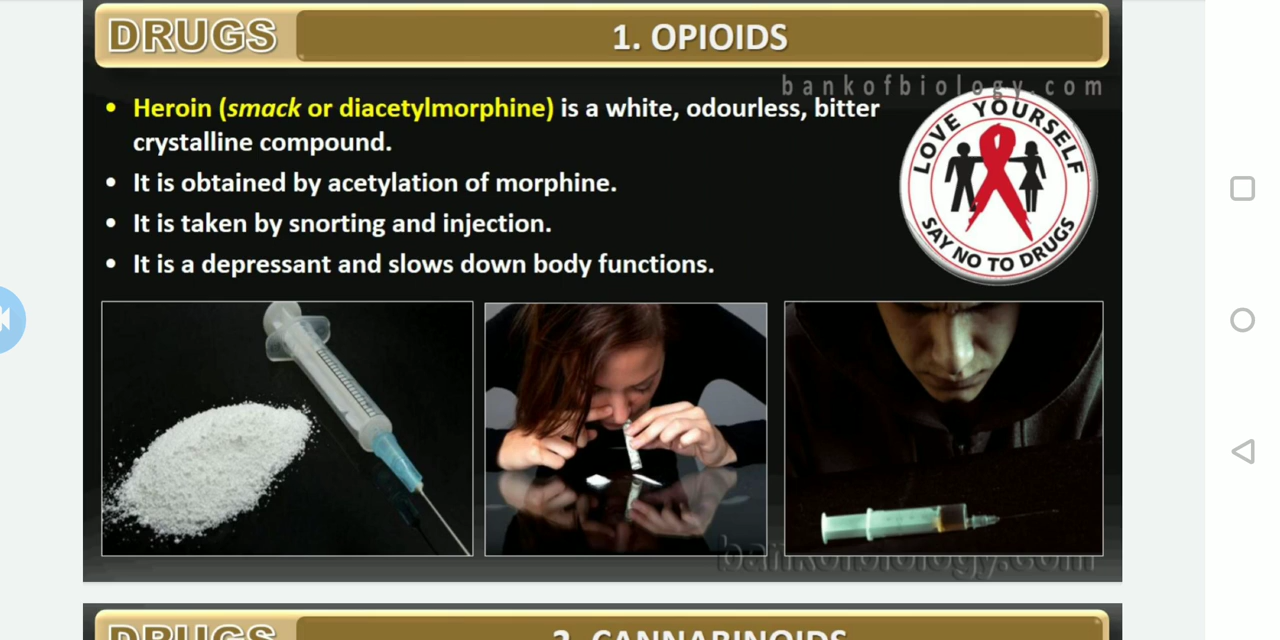 DRUGS
1. OPIOIDS
bankofbiology.com
• Heroin (smack or diacetylmorphine) is a white, odourless, bitter
crystalline compound.
• It is obtained by acetylation of morphine.
• It is taken by snorting and injection.
• It is a depressant and slows down body functions.
LOVE YOURSELF
SAY NO TO DRUGS
bankofbiology.com
DRUGS
2. CANNABINOIDS